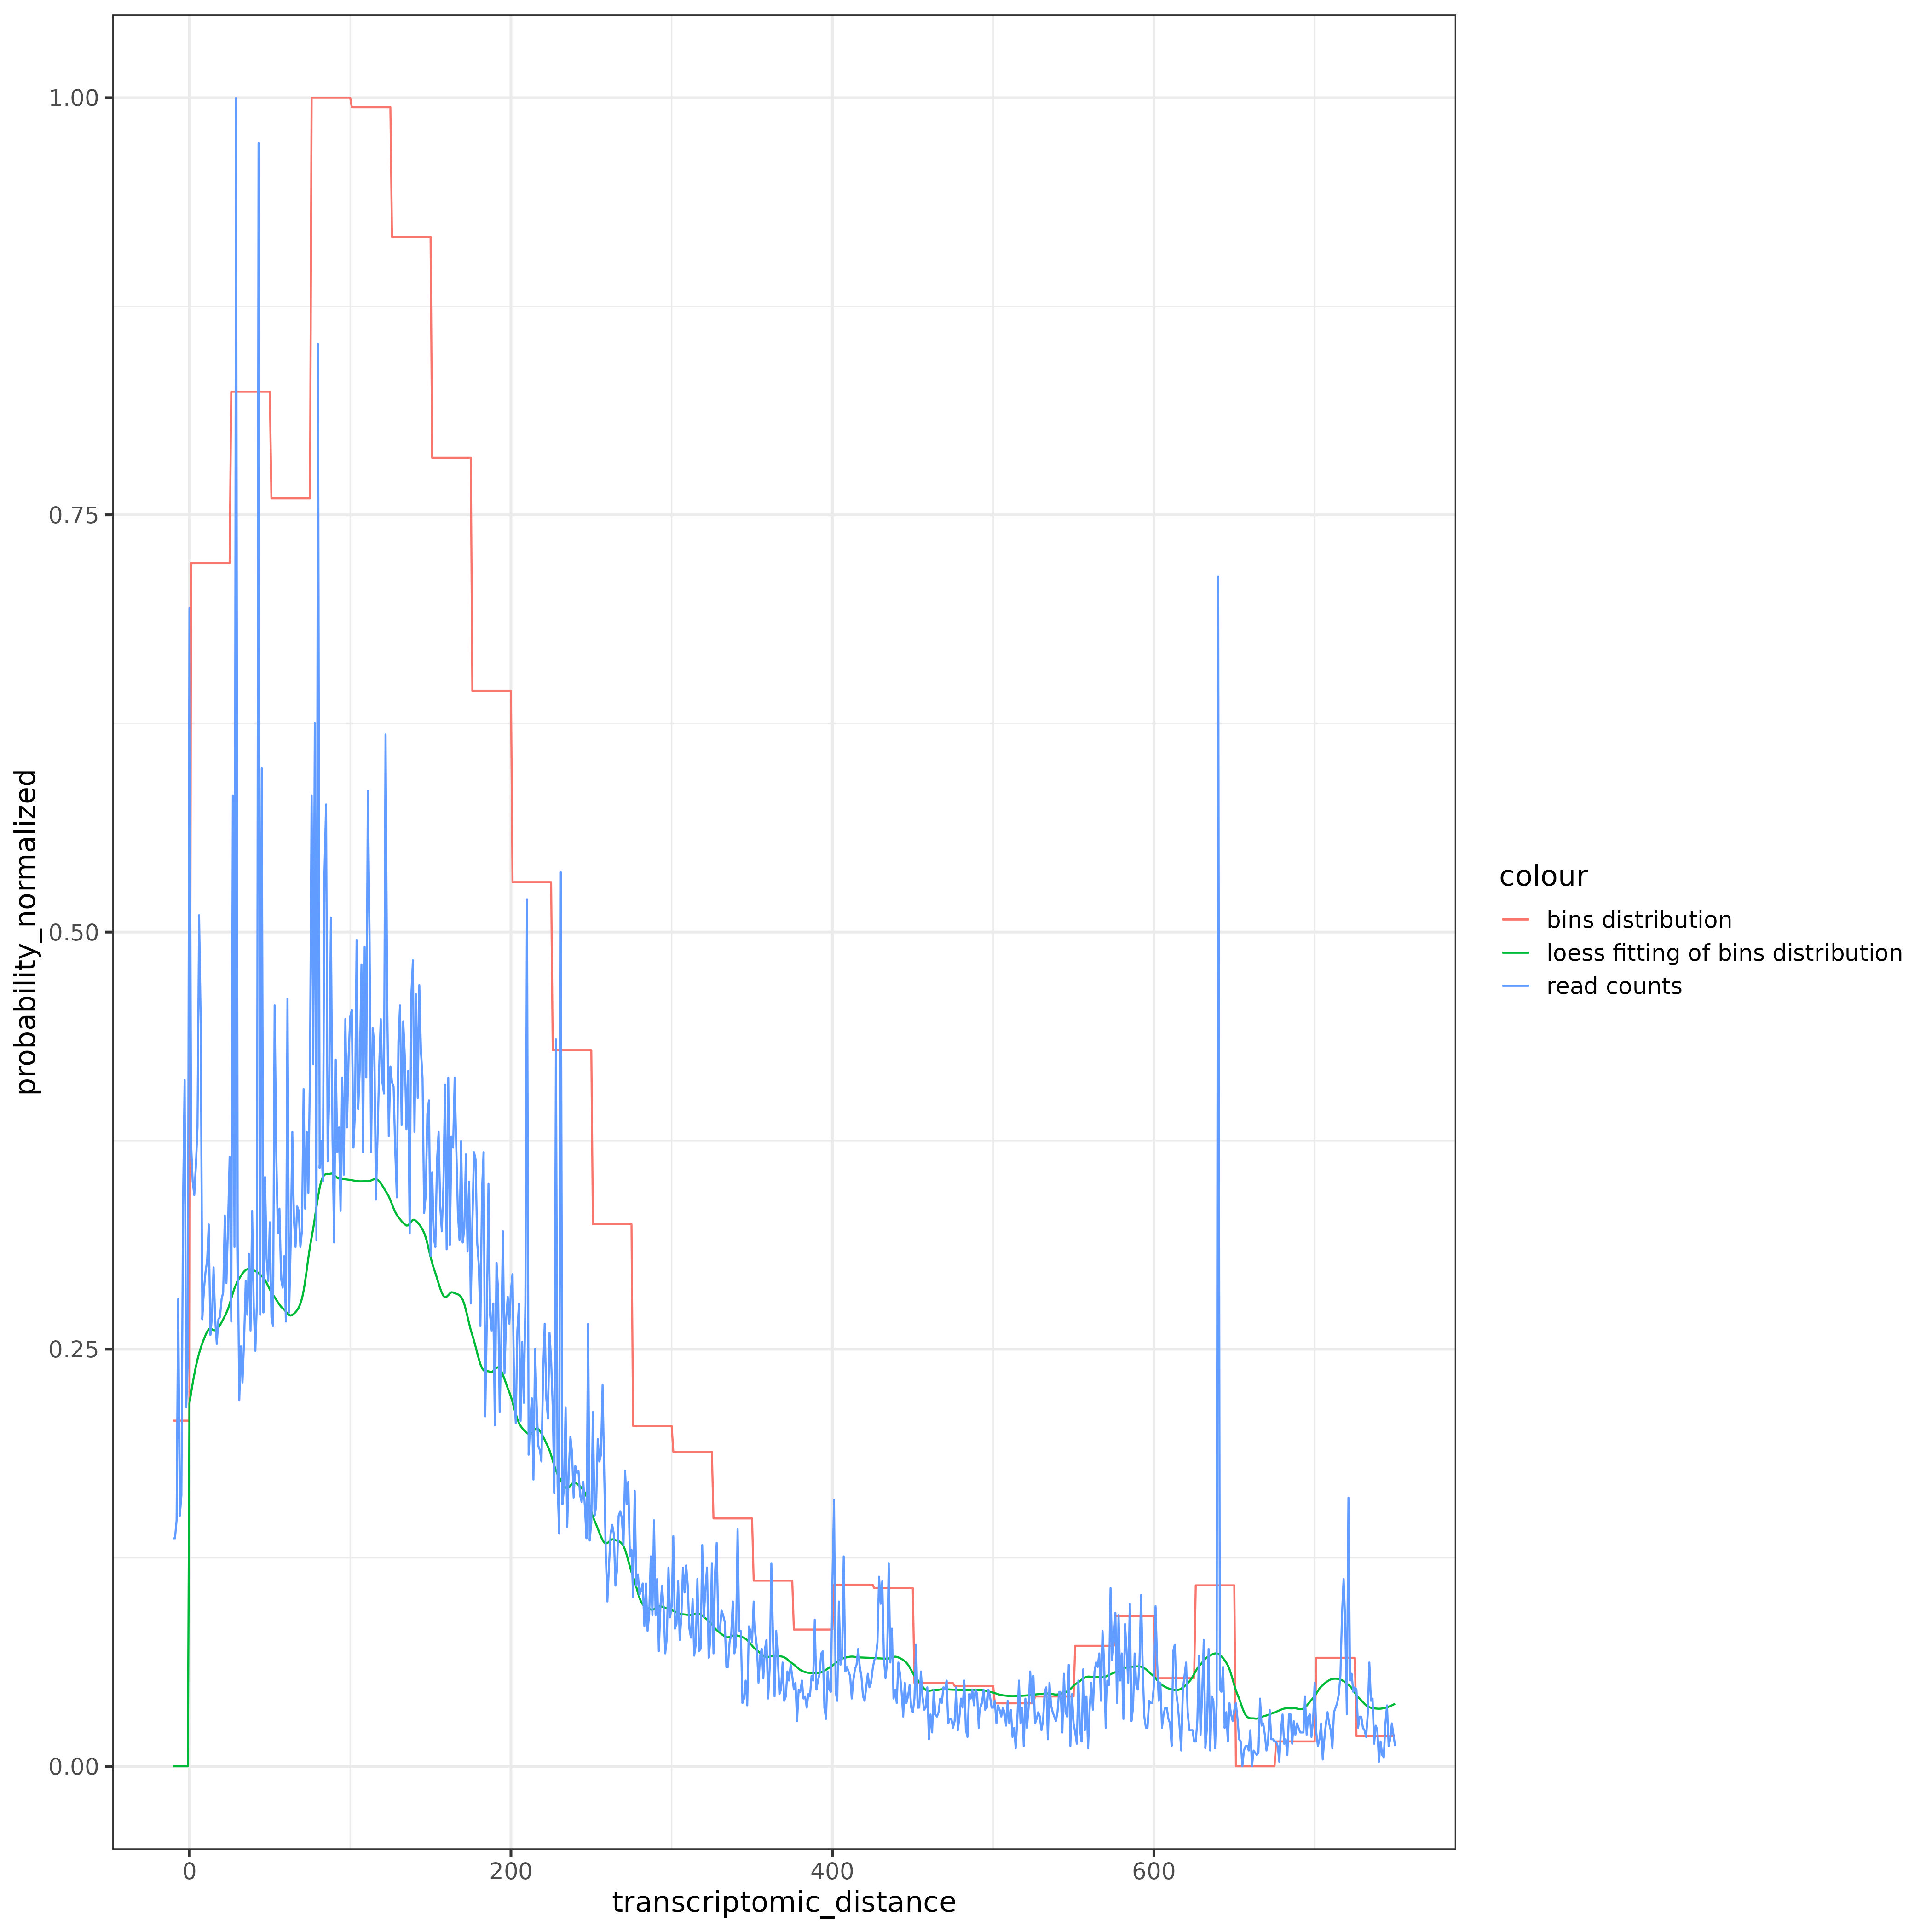 probability_normalized
1.00
0.75
0.50
0.25
0.00
0
200
400
600
transcriptomic_distance
colour
bins distribution
loess fitting of bins distribution
read counts